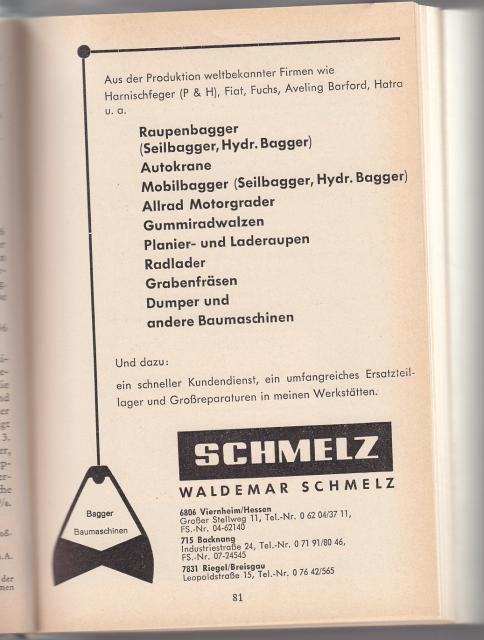 Aus der Produktion weltbekannter Firmen wie
Harnischfeger (P & H), Fiat, Fuchs, Aveling Barford, Hatra
u. a.
Raupenbagger
(Seilbagger, Hydr. Bagger)
Autokrane
Mobilbagger (Seilbagger, Hydr. Bagger)
Allrad Motorgrader
Gummiradwalzen
Planier- und Laderaupen
Radlader
Grabenfräsen
Dumper und
andere Baumaschinen
Und dazu:
ein schneller Kundendienst, ein umfangreiches Ersatzteil-
lager und Großreparaturen in meinen Werkstätten.
SCHMELZ
WALDEMAR SCHMELZ
6806 Viernheim/Hessen
Großer Stellweg 11, Tel.-Nr. 0 62 04/37 11,
FS.-Nr. 04-62140
715 Backnang
Industriestraße 24, Tel.-Nr. 0 71 91/80 46,
FS.-Nr. 07-24545
7831 Riegel/Breisgau
Leopoldstraße 15, Tel.-Nr. 0 76 42/565
Bagger
Baumaschinen
81